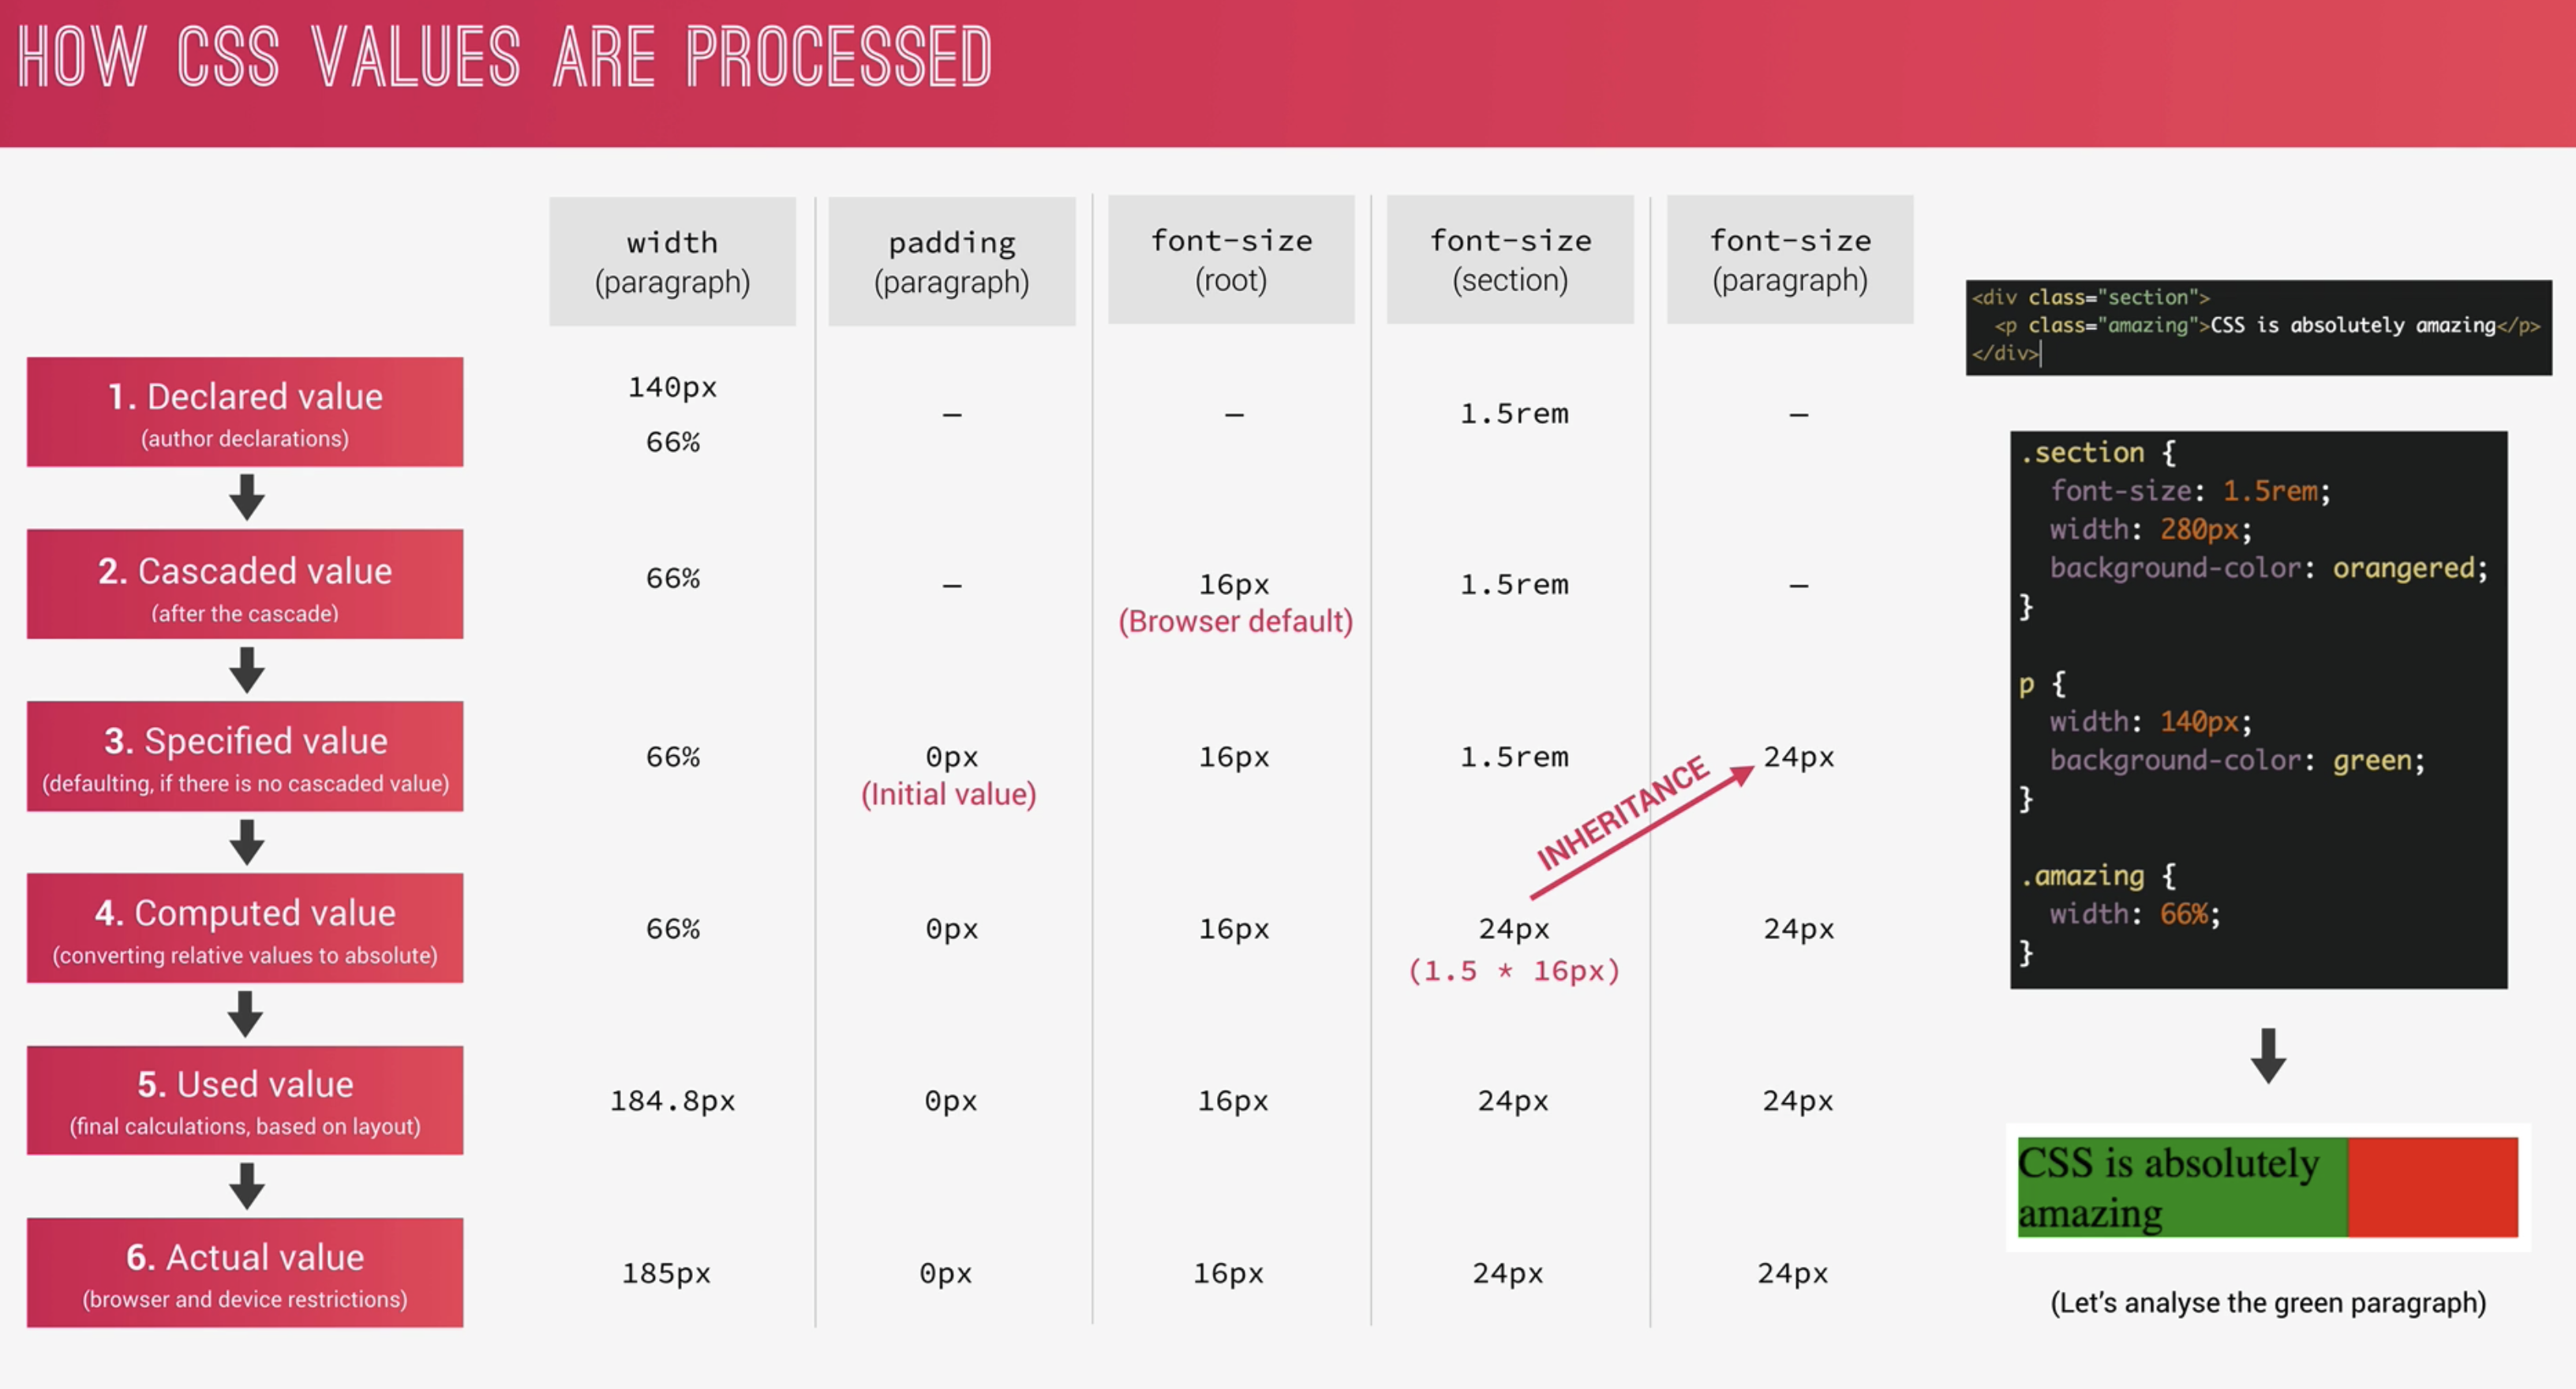 HOW CSS VALUES ARE PROCESSED
width
(paragraph)
padding
(paragraph)
font-size
(root)
font-size
(section)
font-size
(paragraph)
1. Declared value
(author declarations)
140px
66%
–
–
1.5rem
–
2. Cascaded value
(after the cascade)
66%
–
16px
(Browser default)
1.5rem
–
3. Specified value
(defaulting, if there is no cascaded value)
66%
0px
(Initial value)
16px
1.5rem
24px
INHERITANCE
4. Computed value
(converting relative values to absolute)
66%
0px
16px
24px
(1.5 * 16px)
24px
5. Used value
(final calculations, based on layout)
184.8px
0px
16px
24px
24px
6. Actual value
(browser and device restrictions)
185px
0px
16px
24px
24px
<div class="section">
<p class="amazing">CSS is absolutely amazing</p>
</div>
.section {
font-size: 1.5rem;
width: 280px;
background-color: orangered;
}
p {
width: 140px;
background-color: green;
}
.amazing {
width: 66%;
}
CSS is absolutely
amazing
(Let's analyse the green paragraph)